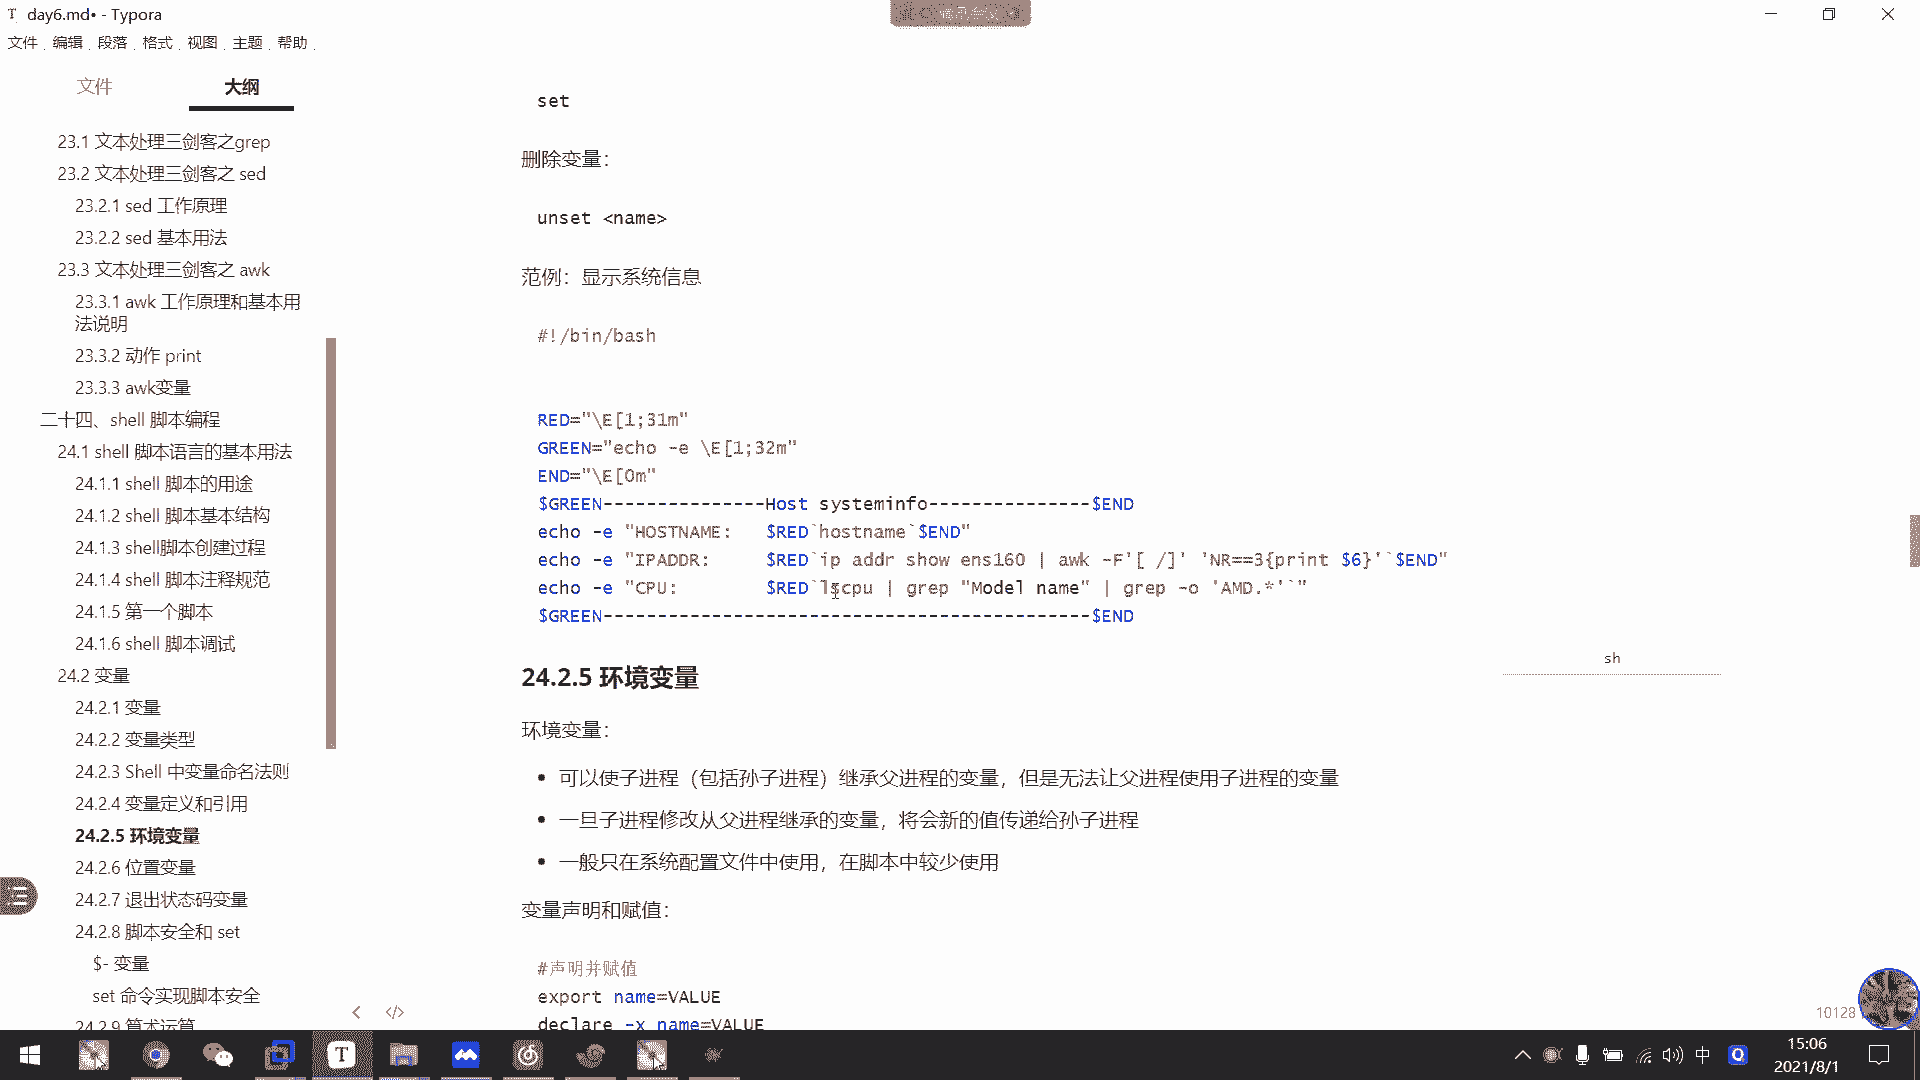 day6.md• - Typora
文件 编辑 段落 格式 视图 主题 帮助
文件 大纲
23.1 文本处理三剑客之grep
23.2 文本处理三剑客之 sed
23.2.1 sed 工作原理
23.2.2 sed 基本用法
23.3 文本处理三剑客之 awk
23.3.1 awk 工作原理和基本用
法说明
23.3.2 动作 print
23.3.3 awk变量
二十四、shell 脚本编程
24.1 shell 脚本语言的基本用法
24.1.1 shell 脚本的用途
24.1.2 shell 脚本基本结构
24.1.3 shell脚本创建过程
24.1.4 shell 脚本注释规范
24.1.5 第一个脚本
24.1.6 shell 脚本调试
24.2 变量
24.2.1 变量
24.2.2 变量类型
24.2.3 Shell 中变量命名法则
24.2.4 变量定义和引用
24.2.5 环境变量
24.2.6 位置变量
24.2.7 退出状态码变量
24.2.8 脚本安全和 set
$- 变量
set 命令实现脚本安全
24.2.9 算术运算
set
删除变量：
unset <name>
范例：显示系统信息
#!/bin/bash
RED="\E[1;31m"
GREEN="echo -e \E[1;32m"
END="\E[0m"
$GREEN---------------Host systeminfo---------------$END
echo -e "HOSTNAME:   $RED`hostname`$END"
echo -e "IPADDR:     $RED`ip addr show ens160 | awk -F'[ /]' 'NR==3{print $6}'`$END"
echo -e "CPU:        $RED`lscpu | grep "Model name" | grep -o 'AMD.*'`"
$GREEN---------------------------------------------$END
sh
24.2.5 环境变量
环境变量：
• 可以使子进程（包括孙子进程）继承父进程的变量，但是无法让父进程使用子进程的变量
• 一旦子进程修改从父进程继承的变量，将会新的值传递给孙子进程
• 一般只在系统配置文件中使用，在脚本中较少使用
变量声明和赋值：
#声明并赋值
export name=VALUE
declare -x name=VALUE
10128
中
15:06
2021/8/1